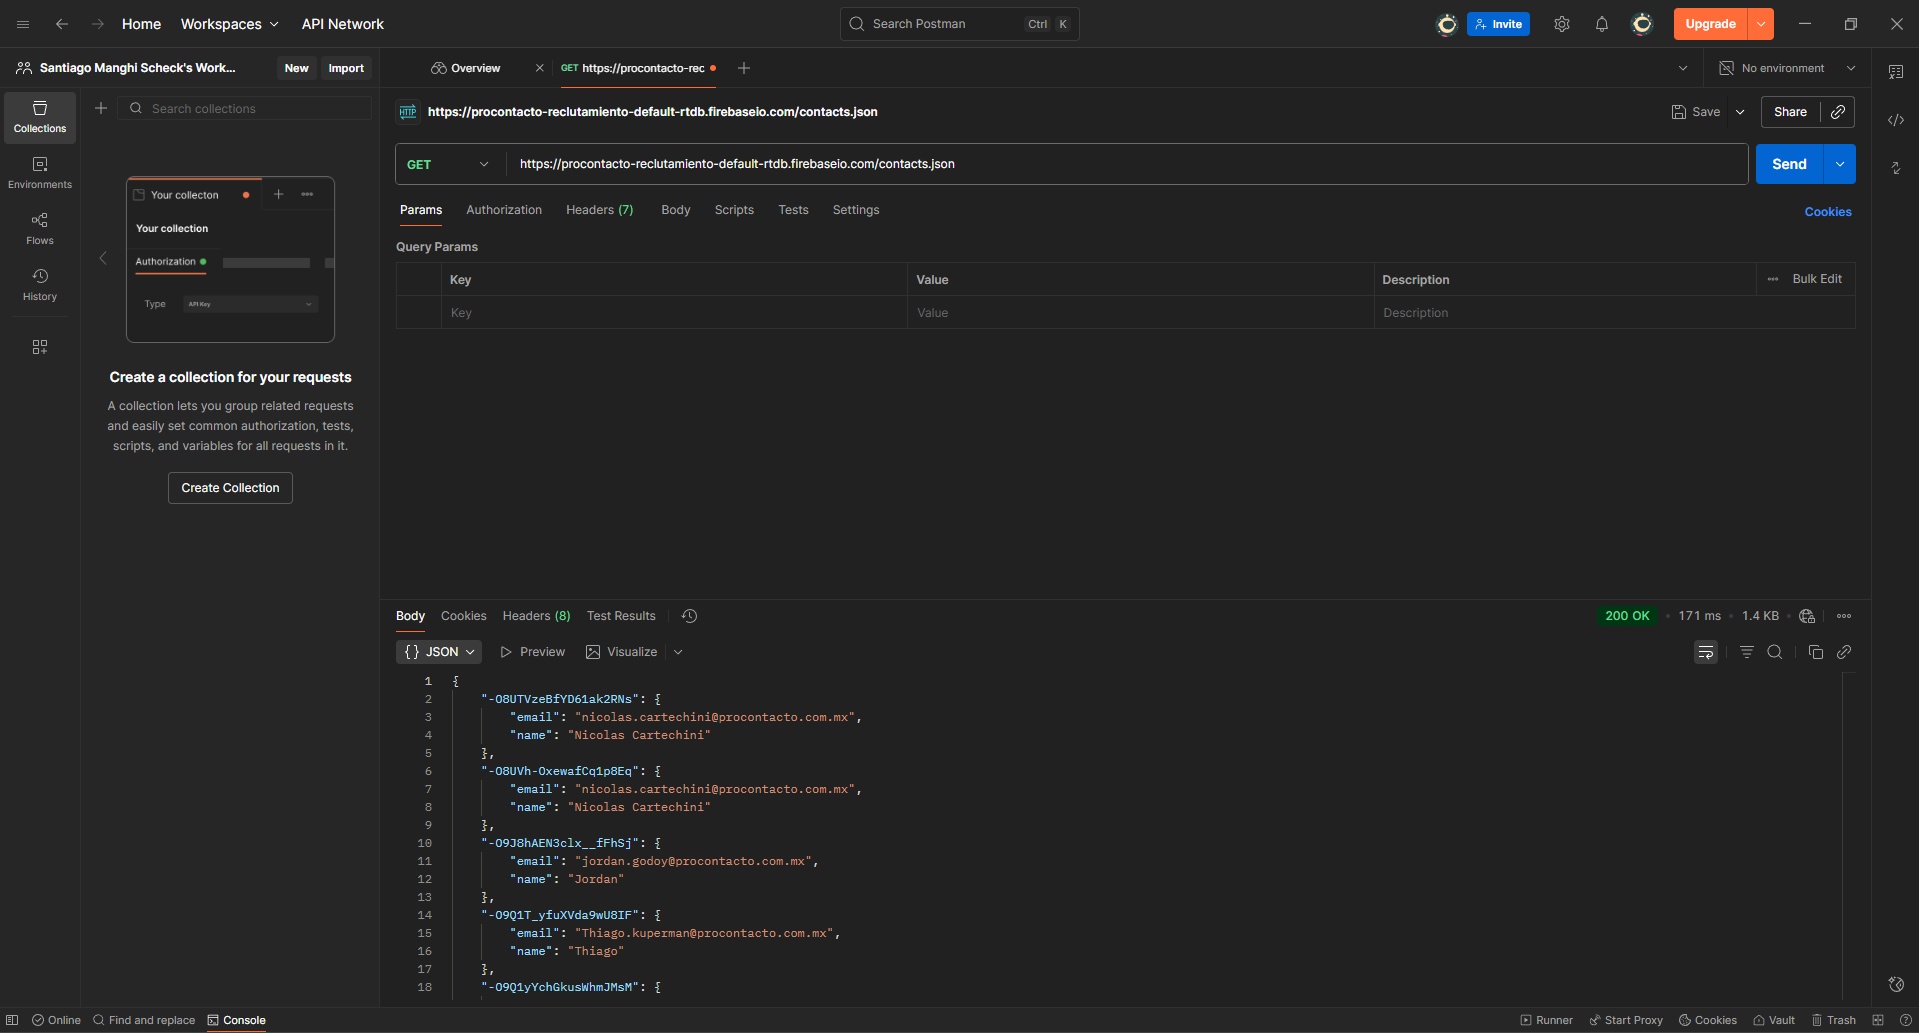 Home Workspaces API Network Search Postman Ctrl K Invite Upgrade
Santiago Manghi Scheck's Work... New Import Overview GET https://procontacto-rec No environment
Collections
Environments
Flows
History
Search collections
Your collecton
Your collection
Authorization
Type API Key
Create a collection for your requests
A collection lets you group related requests
and easily set common authorization, tests,
scripts, and variables for all requests in it.
Create Collection
HTTP https://procontacto-reclutamiento-default-rtdb.firebaseio.com/contacts.json Save Share
GET https://procontacto-reclutamiento-default-rtdb.firebaseio.com/contacts.json Send
Params Authorization Headers (7) Body Scripts Tests Settings Cookies
Query Params
Key Value Description Bulk Edit
Key Value Description
Body Cookies Headers (8) Test Results 200 OK 171 ms 1.4 KB
{} JSON Preview Visualize
1 {
2 "-O8UTVzeBfYD61ak2RNs": {
3 "email": "nicolas.cartechini@procontacto.com.mx",
4 "name": "Nicolas Cartechini"
5 },
6 "-O8UVh-OxewafCq1p8Eq": {
7 "email": "nicolas.cartechini@procontacto.com.mx",
8 "name": "Nicolas Cartechini"
9 },
10 "-O9J8hAEN3clx__fFhSj": {
11 "email": "jordan.godoy@procontacto.com.mx",
12 "name": "Jordan"
13 },
14 "-O9Q1T_yfuXVda9wU8IF": {
15 "email": "Thiago.kuperman@procontacto.com.mx",
16 "name": "Thiago"
17 },
18 "-O9Q1yYchGkusWhmJMsM": {
Online Find and replace Console Runner Start Proxy Cookies Vault Trash